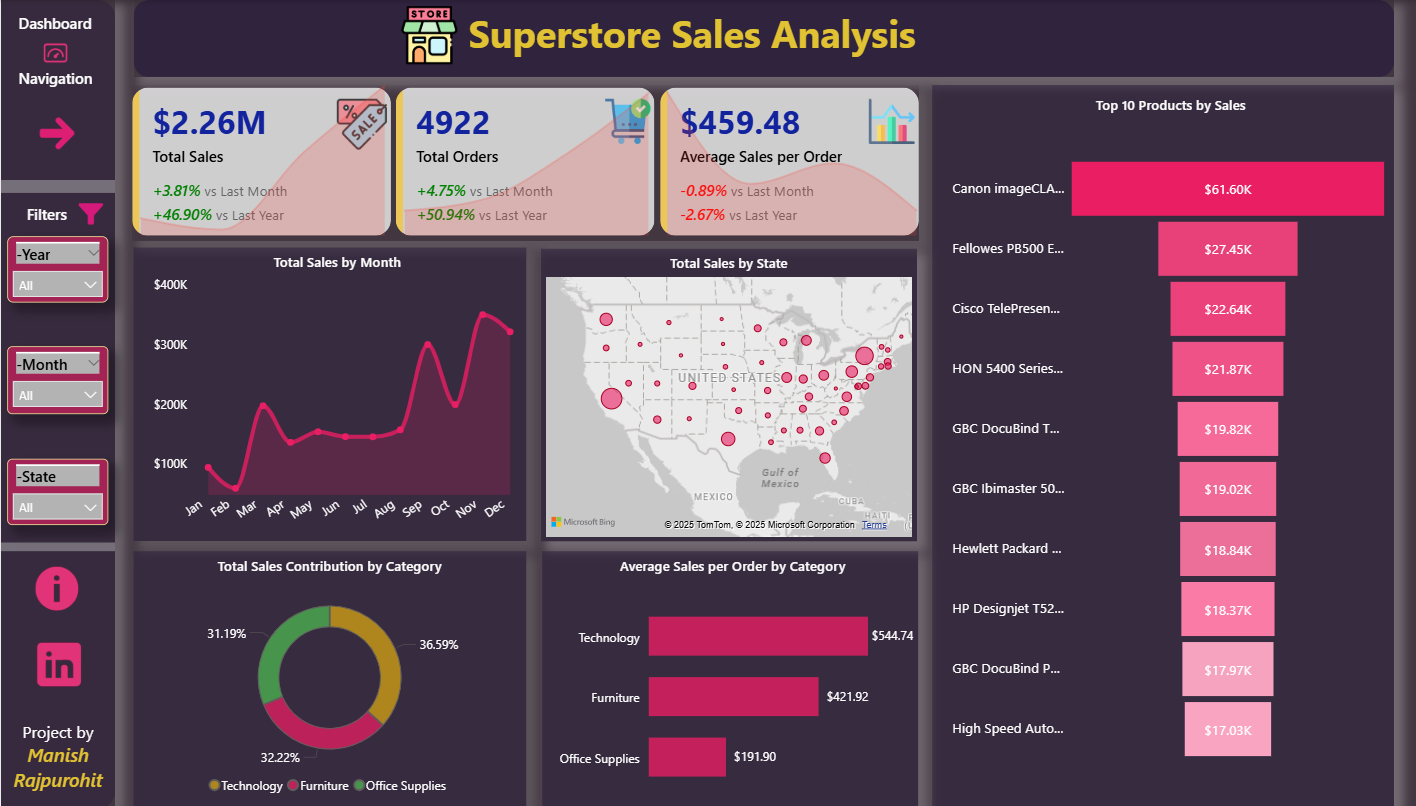 Dashboard
Navigation
Filters
-Year
All
-Month
All
-State
All
Project by
Manish
Rajpurohit
STORE
Superstore Sales Analysis
$2.26M
Total Sales
+3.81% vs Last Month
+46.90% vs Last Year
% SALE
4922
Total Orders
+4.75% vs Last Month
+50.94% vs Last Year
$459.48
Average Sales per Order
-0.89% vs Last Month
-2.67% vs Last Year
Total Sales by Month
$400K
$300K
$200K
$100K
Jan Feb Mar Apr May Jun Jul Aug Sep Oct Nov Dec
Total Sales by State
UNITED STATES
Gulf of
Mexico
MEXICO
CUBA
HAITI
Microsoft Bing
© 2025 TomTom, © 2025 Microsoft Corporation Terms
Total Sales Contribution by Category
31.19%
36.59%
32.22%
Technology Furniture Office Supplies
Average Sales per Order by Category
Technology $544.74
Furniture $421.92
Office Supplies $191.90
Top 10 Products by Sales
Canon imageCLA... $61.60K
Fellowes PB500 E... $27.45K
Cisco TelePresen... $22.64K
HON 5400 Series... $21.87K
GBC DocuBind T... $19.82K
GBC Ibimaster 50... $19.02K
Hewlett Packard ... $18.84K
HP Designjet T52... $18.37K
GBC DocuBind P... $17.97K
High Speed Auto... $17.03K